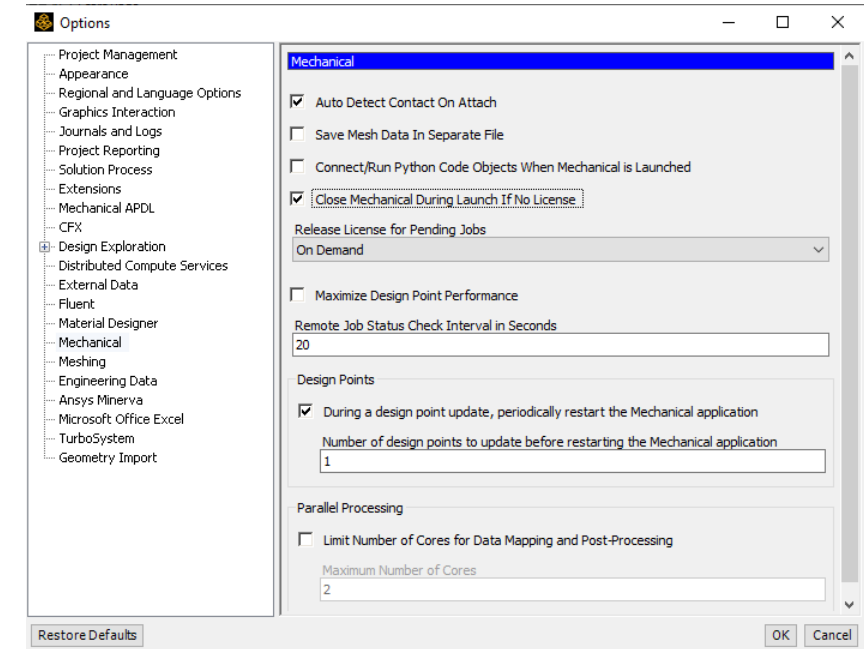 Options
Project Management
Appearance
Regional and Language Options
Graphics Interaction
Journals and Logs
Project Reporting
Solution Process
Extensions
Mechanical APDL
CFX
Design Exploration
Distributed Compute Services
External Data
Fluent
Material Designer
Mechanical
Meshing
Engineering Data
Ansys Minerva
Microsoft Office Excel
TurboSystem
Geometry Import
Mechanical
Auto Detect Contact On Attach
Save Mesh Data In Separate File
Connect/Run Python Code Objects When Mechanical is Launched
Close Mechanical During Launch If No License
Release License for Pending Jobs
On Demand
Maximize Design Point Performance
Remote Job Status Check Interval in Seconds
20
Design Points
During a design point update, periodically restart the Mechanical application
Number of design points to update before restarting the Mechanical application
1
Parallel Processing
Limit Number of Cores for Data Mapping and Post-Processing
Maximum Number of Cores
2
Restore Defaults
OK
Cancel